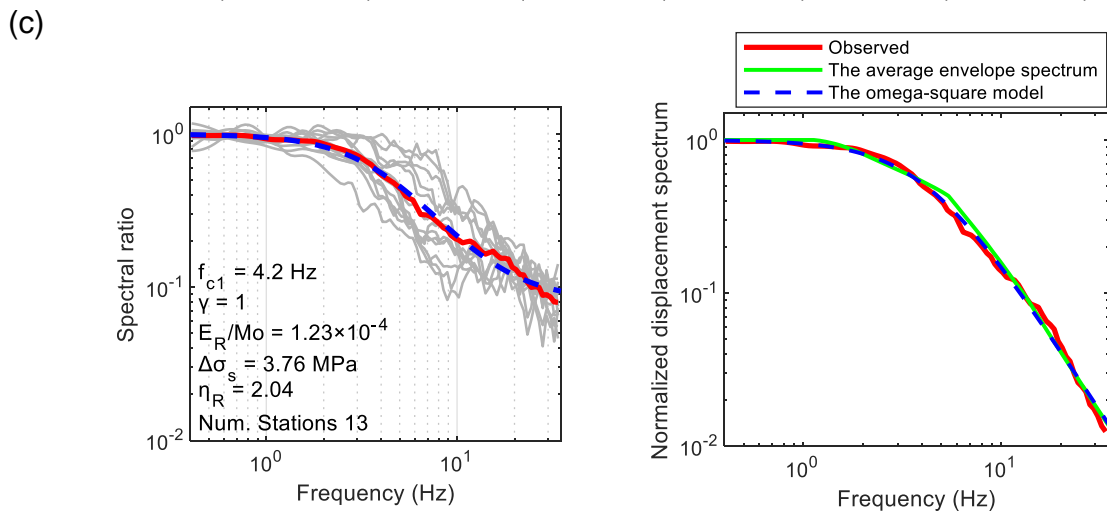 (c)
Observed
The average envelope spectrum
The omega-square model
Spectral ratio
10^0
10^-1
10^-2
f_c1 = 4.2 Hz
γ = 1
E_R/Mo = 1.23×10^-4
Δσ_s = 3.76 MPa
η_R = 2.04
Num. Stations 13
10^0
10^1
Frequency (Hz)
Normalized displacement spectrum
10^0
10^-1
10^-2
10^0
10^1
Frequency (Hz)